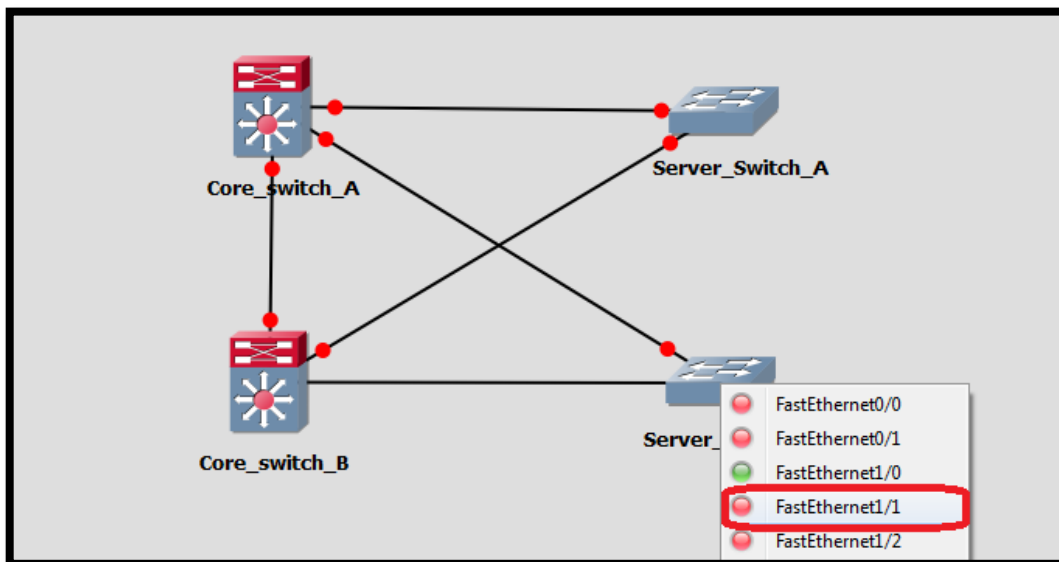 Core_switch_A
Server_Switch_A
Core_switch_B
Server_
FastEthernet0/0
FastEthernet0/1
FastEthernet1/0
FastEthernet1/1
FastEthernet1/2